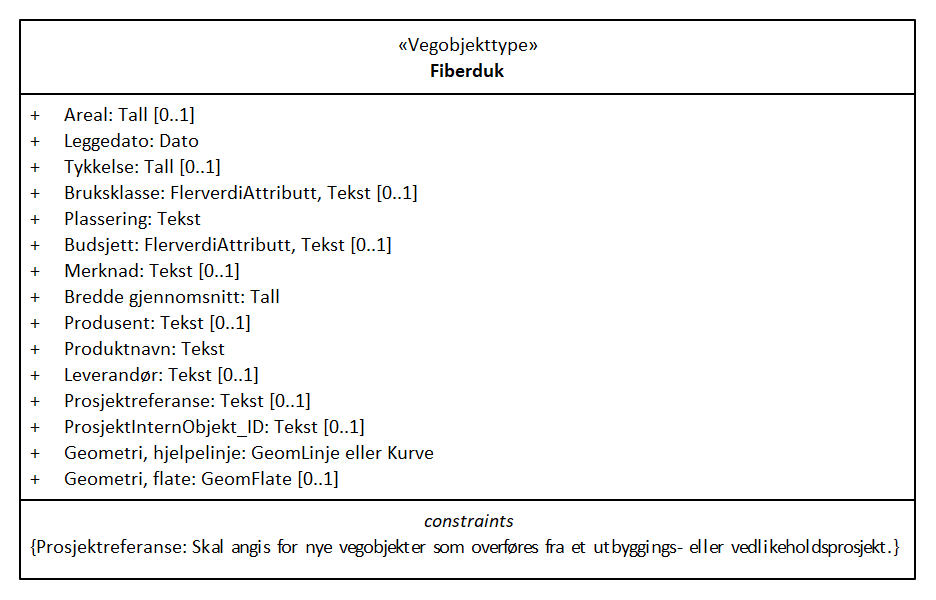 «Vegobjekttype»
Fiberduk
+ Areal: Tall [0..1]
+ Leggedato: Dato
+ Tykkelse: Tall [0..1]
+ Bruksklasse: FlerverdiAttributt, Tekst [0..1]
+ Plassering: Tekst
+ Budsjett: FlerverdiAttributt, Tekst [0..1]
+ Merknad: Tekst [0..1]
+ Bredde gjennomsnitt: Tall
+ Produsent: Tekst [0..1]
+ Produktnavn: Tekst
+ Leverandør: Tekst [0..1]
+ Prosjektreferanse: Tekst [0..1]
+ ProsjektInternObjekt_ID: Tekst [0..1]
+ Geometri, hjelpelinje: GeomLinje eller Kurve
+ Geometri, flate: GeomFlate [0..1]
constraints
{Prosjektreferanse: Skal angis for nye vegobjekter som overføres fra et utbyggings- eller vedlikeholdsprosjekt.}